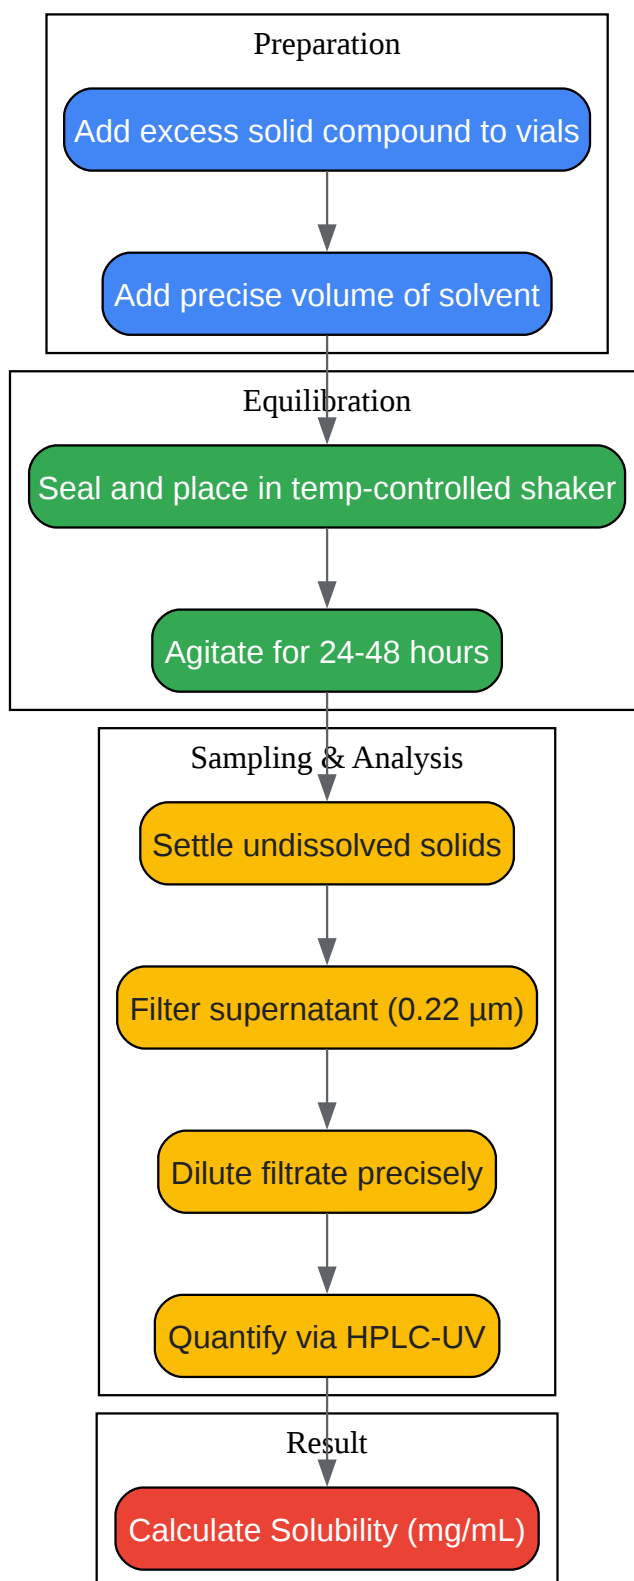 Preparation
Add excess solid compound to vials
Add precise volume of solvent
Equilibration
Seal and place in temp-controlled shaker
Agitate for 24-48 hours
Sampling & Analysis
Settle undissolved solids
Filter supernatant (0.22 µm)
Dilute filtrate precisely
Quantify via HPLC-UV
Result
Calculate Solubility (mg/mL)